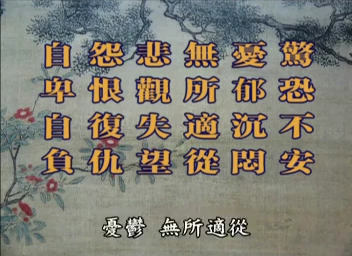 驚恐不安
憂郁沉悶
無所適從
悲觀失望
怨恨復仇
自卑自負
憂鬱 無所適從